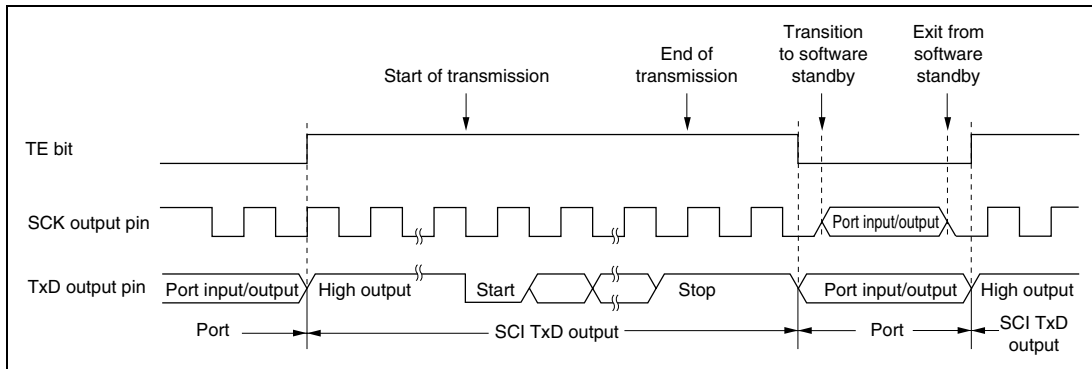 Start of transmission
End of
transmission
Transition
to software
standby
Exit from
software
standby
TE bit
SCK output pin
Port input/output
TxD output pin
Port input/output
High output
Start
Stop
Port input/output
High output
Port
SCI TxD output
Port
SCI TxD
output